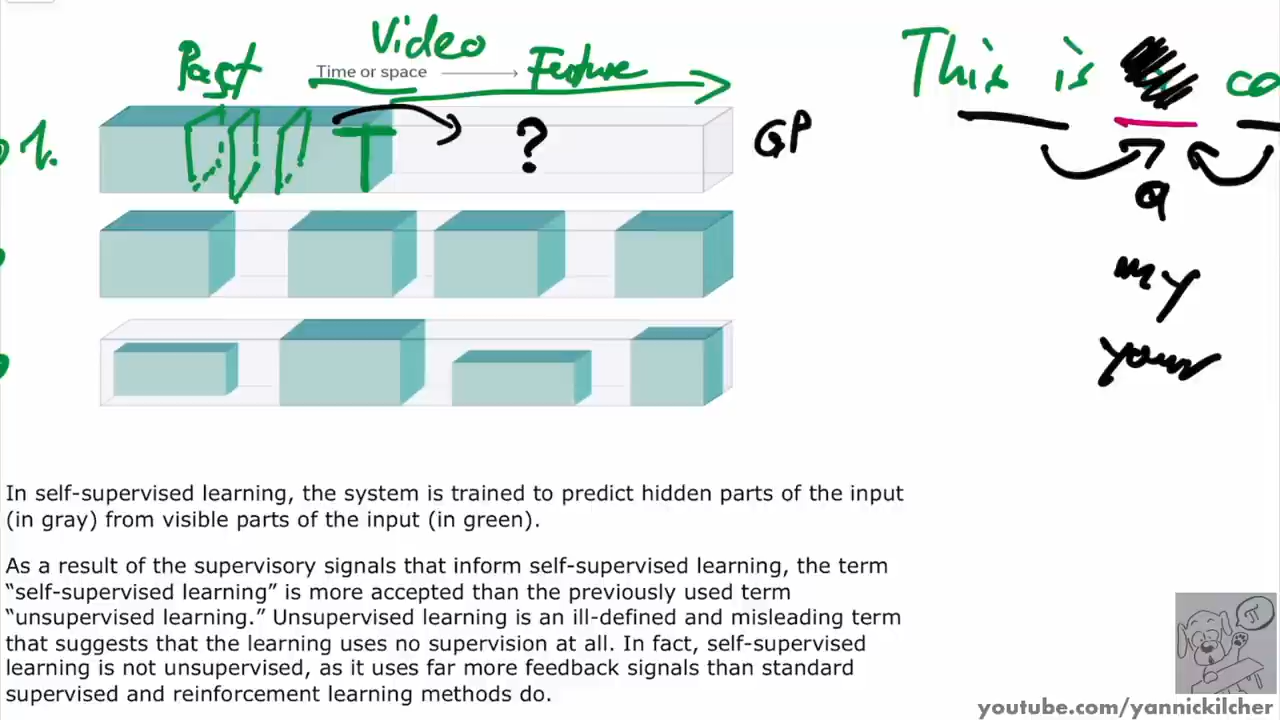 Video
Past
Time or space
Future
This is
co
T
?
GP
o
a
my
your
In self-supervised learning, the system is trained to predict hidden parts of the input
(in gray) from visible parts of the input (in green).
As a result of the supervisory signals that inform self-supervised learning, the term
“self-supervised learning” is more accepted than the previously used term
“unsupervised learning.” Unsupervised learning is an ill-defined and misleading term
that suggests that the learning uses no supervision at all. In fact, self-supervised
learning is not unsupervised, as it uses far more feedback signals than standard
supervised and reinforcement learning methods do.
π
youtube.com/yannickilcher